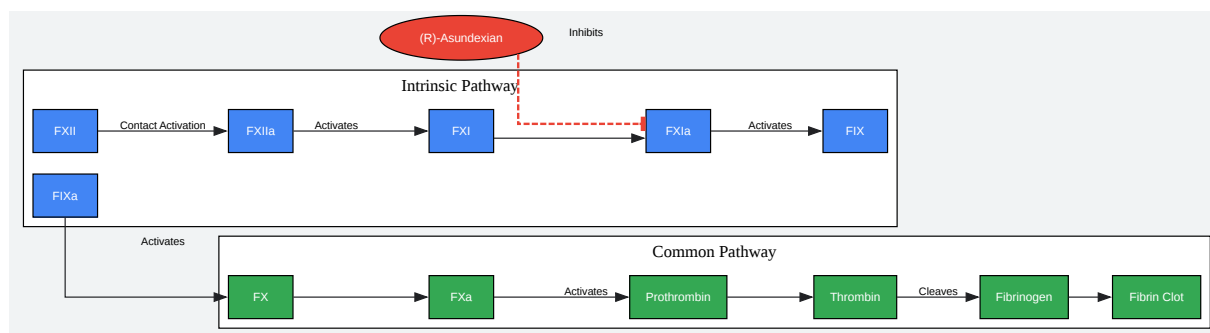 (R)-Asundexian
Inhibits
Intrinsic Pathway
FXII
Contact Activation
FXIIa
Activates
FXI
FXIa
Activates
FIX
FIXa
Activates
Common Pathway
FX
FXa
Activates
Prothrombin
Thrombin
Cleaves
Fibrinogen
Fibrin Clot